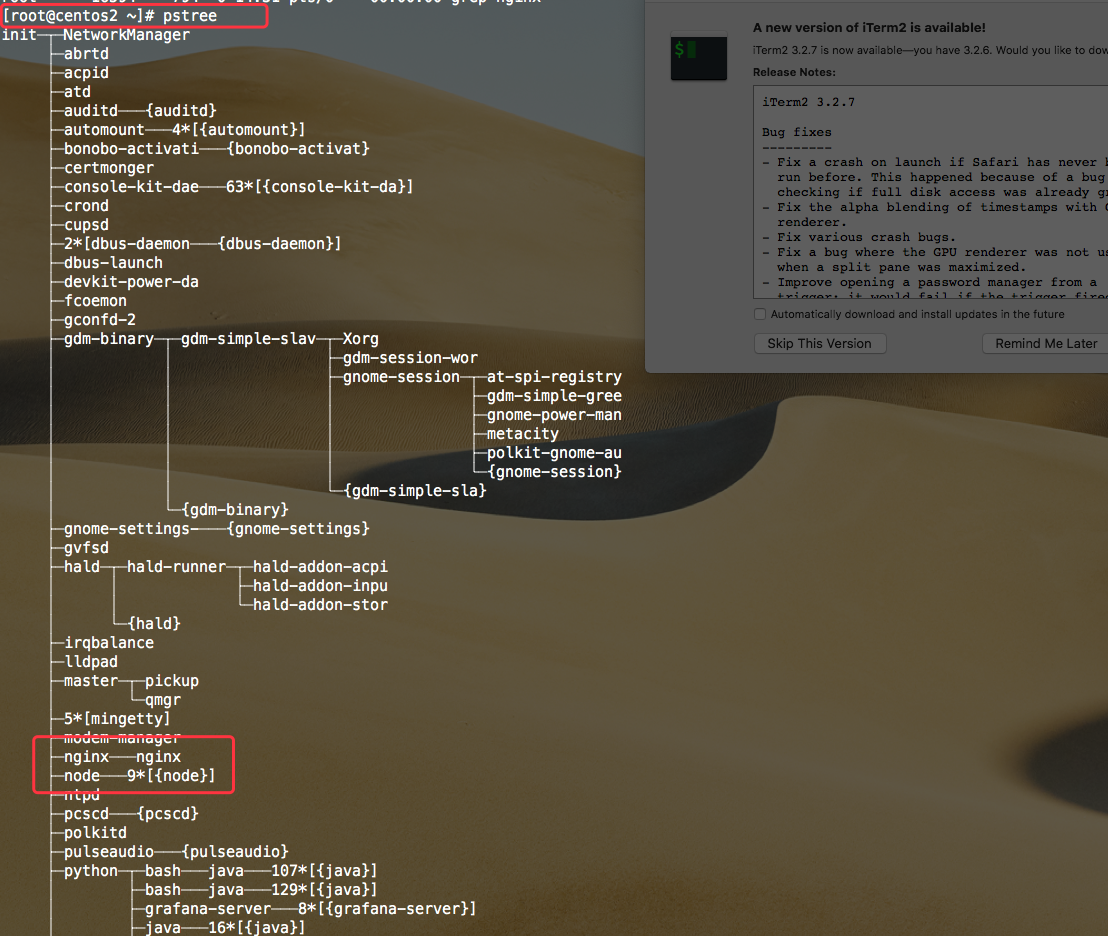 [root@centos2 ~]# pstree
init─┬─NetworkManager
     ├─abrtd
     ├─acpid
     ├─atd
     ├─auditd───{auditd}
     ├─automount───4*[{automount}]
     ├─bonobo-activati───{bonobo-activat}
     ├─certmonger
     ├─console-kit-dae───63*[{console-kit-da}]
     ├─crond
     ├─cupsd
     ├─2*[dbus-daemon───{dbus-daemon}]
     ├─dbus-launch
     ├─devkit-power-da
     ├─fcoemon
     ├─gconfd-2
     ├─gdm-binary─┬─gdm-simple-slav─┬─Xorg
     │            │                 ├─gdm-session-wor
     │            │                 ├─gnome-session─┬─at-spi-registry
     │            │                 │               ├─gdm-simple-gree
     │            │                 │               ├─gnome-power-man
     │            │                 │               ├─metacity
     │            │                 │               ├─polkit-gnome-au
     │            │                 │               └─{gnome-session}
     │            │                 └─{gdm-simple-sla}
     │            └─{gdm-binary}
     ├─gnome-settings-───{gnome-settings}
     ├─gvfsd
     ├─hald─┬─hald-runner─┬─hald-addon-acpi
     │      │             ├─hald-addon-inpu
     │      │             └─hald-addon-stor
     │      └─{hald}
     ├─irqbalance
     ├─lldpad
     ├─master─┬─pickup
     │        └─qmgr
     ├─5*[mingetty]
     ├─modem-manager
     ├─nginx───nginx
     ├─node───9*[{node}]
     ├─ntpd
     ├─pcscd───{pcscd}
     ├─polkitd
     ├─pulseaudio───{pulseaudio}
     ├─python─┬─bash───java───107*[{java}]
     │        ├─bash───java───129*[{java}]
     │        ├─grafana-server───8*[{grafana-server}]
     │        ├─java───16*[{java}]
A new version of iTerm2 is available!
iTerm2 3.2.7 is now available—you have 3.2.6. Would you like to
Release Notes:
iTerm2 3.2.7
Bug fixes
---------
- Fix a crash on launch if Safari has never
run before. This happened because of a bug
checking if full disk access was already
- Fix the alpha blending of timestamps with
renderer.
- Fix various crash bugs.
- Fix a bug where the GPU renderer was not
when a split pane was maximized.
- Improve opening a password manager from a
trigger; it would fail if the trigger
Automatically download and install updates in the future
Skip This Version
Remind Me Later